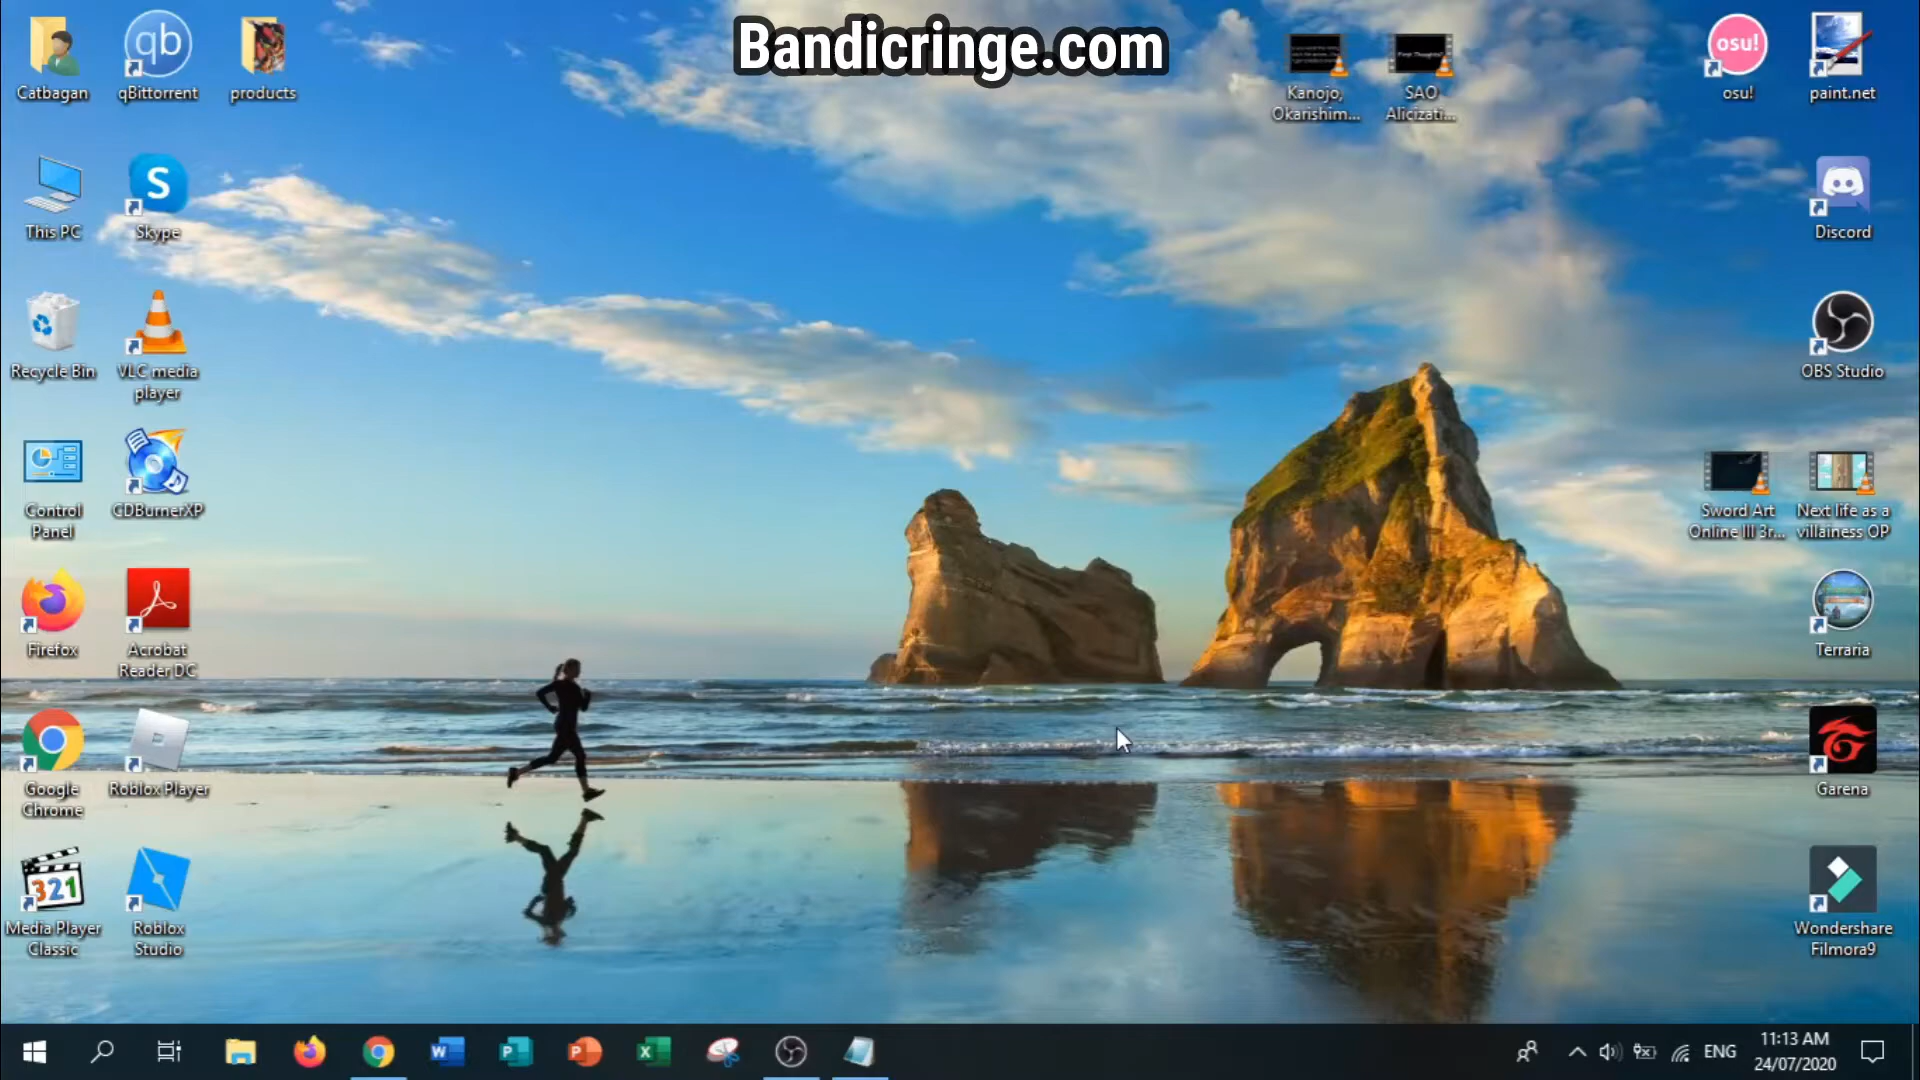 Bandicringe.com
Catbagan
qBittorrent
products
Kanojo,
Okarishim...
SAO
Alicizati...
osu!
osu!
paint.net
This PC
Skype
Discord
Recycle Bin
VLC media
player
OBS Studio
Control
Panel
CDBurnerXP
Sword Art
Online III 3r...
Next life as a
villainess OP
Firefox
Acrobat
Reader DC
Terraria
Google
Chrome
Roblox Player
Garena
321
Media Player
Classic
Roblox
Studio
Wondershare
Filmora9
ENG
11:13 AM
24/07/2020